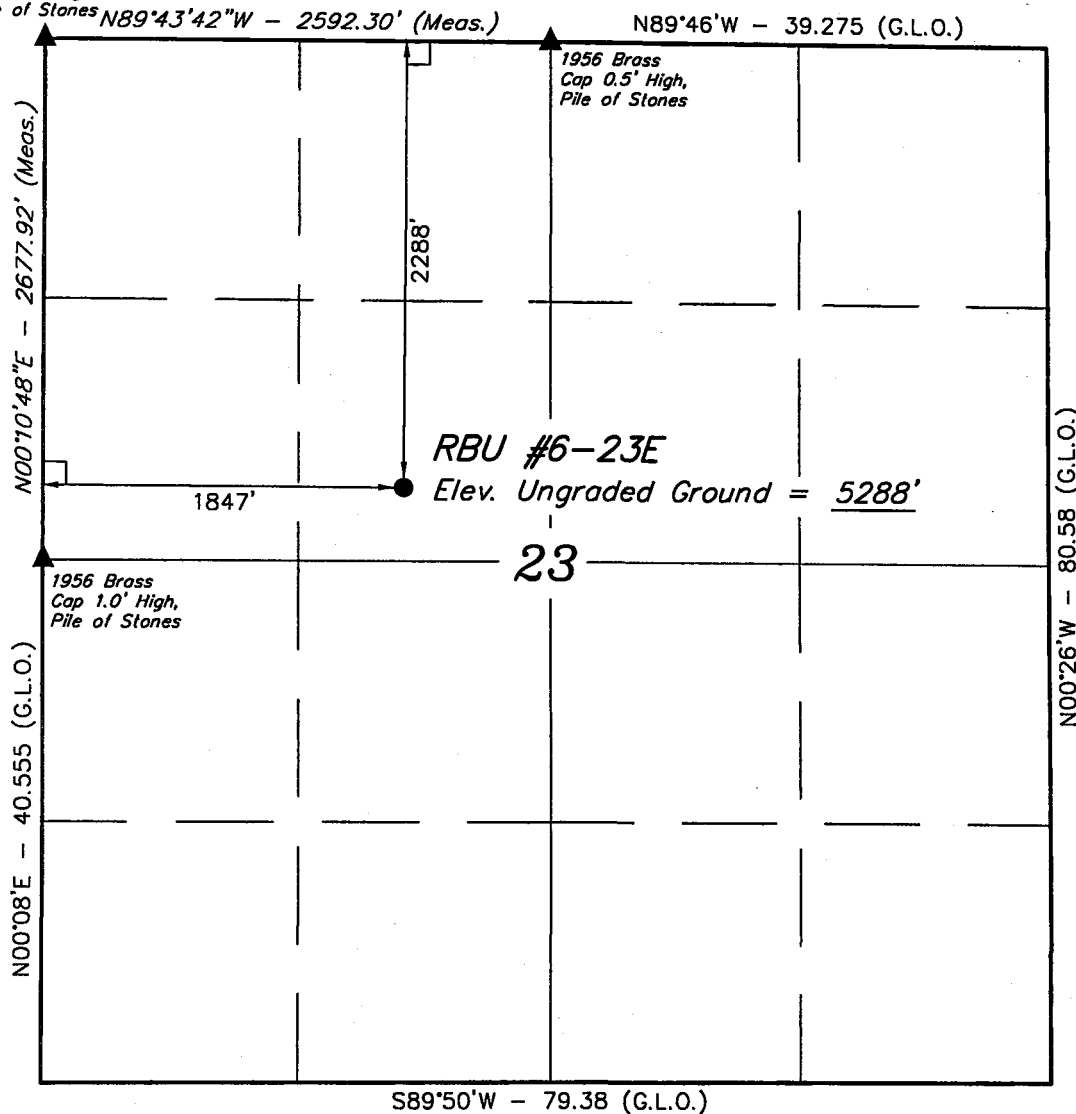 of Stones
N89°43'42"W - 2592.30' (Meas.)
N89°46'W - 39.275 (G.L.O.)
1956 Brass
Cap 0.5' High,
Pile of Stones
N00°10'48"E - 2677.92' (Meas.)
2288'
1847'
RBU #6-23E
Elev. Ungraded Ground = 5288'
23
1956 Brass
Cap 1.0' High,
Pile of Stones
N00°08'E - 40.555 (G.L.O.)
N00°26'W - 80.58 (G.L.O.)
S89°50'W - 79.38 (G.L.O.)